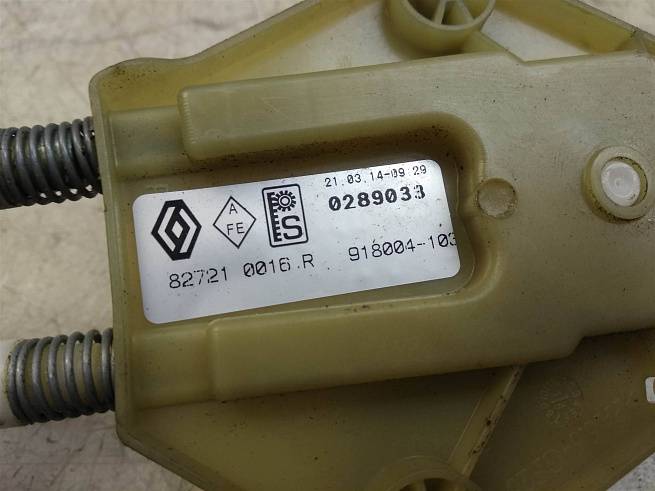 21.03.14-09:29
0289033
A
FE
S
82721 0016 R 918004-103